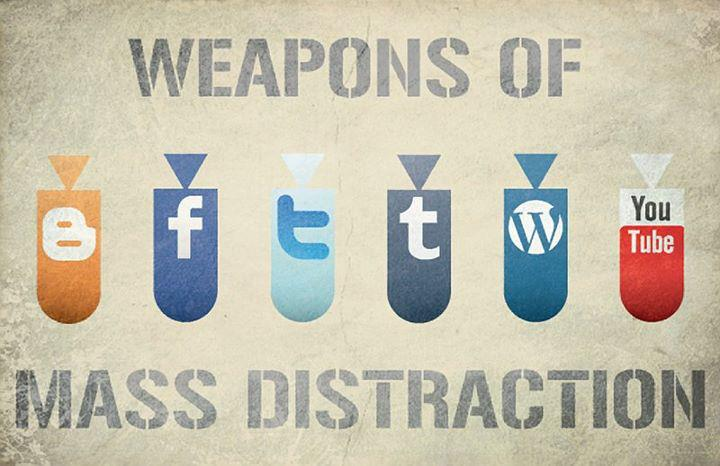 WEAPONS OF
B f t t W You
Tube
MASS DISTRACTION